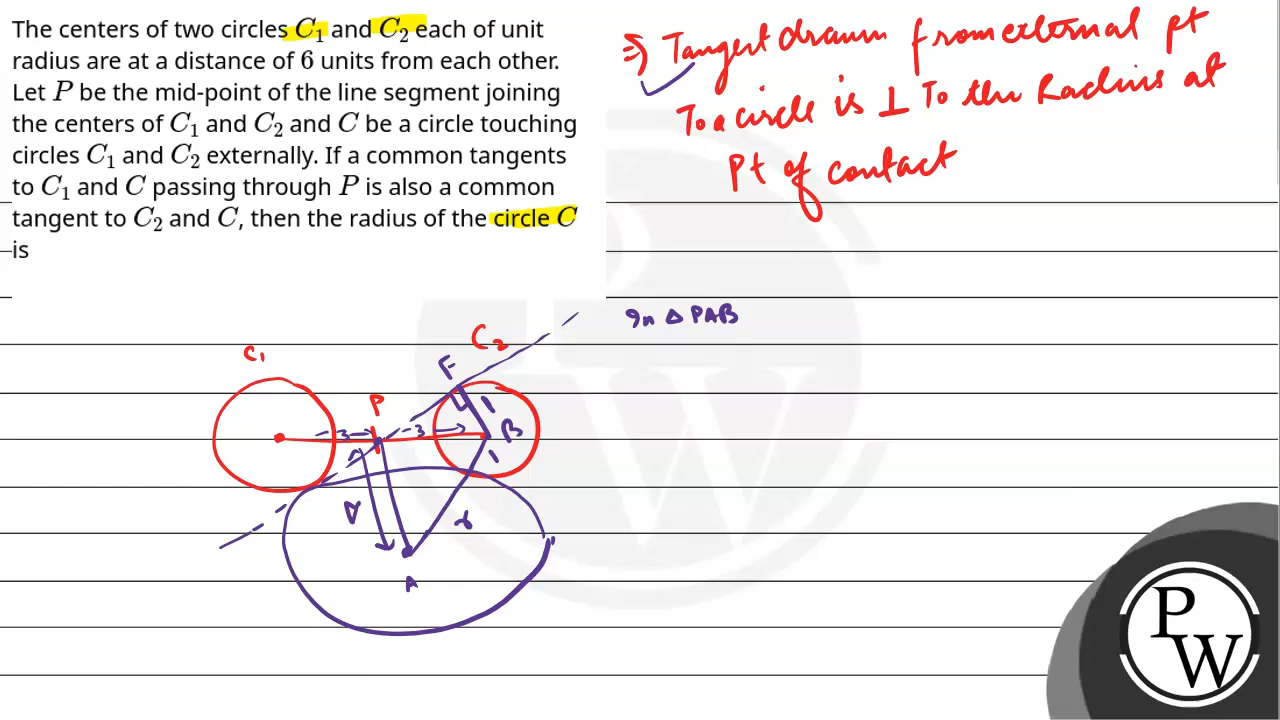 The centers of two circles C₁ and C₂ each of unit
radius are at a distance of 6 units from each other.
Let P be the mid-point of the line segment joining
the centers of C₁ and C₂ and C be a circle touching
circles C₁ and C₂ externally. If a common tangents
to C₁ and C passing through P is also a common
tangent to C₂ and C, then the radius of the circle C
is
⇒) Tangent drawn from external pt
To a circle is ⊥ To the Radius at
Pt of contact
In Δ PAB
C₁
C₂
F
P
1
3
3
B
1
r
A
P
W
P
W